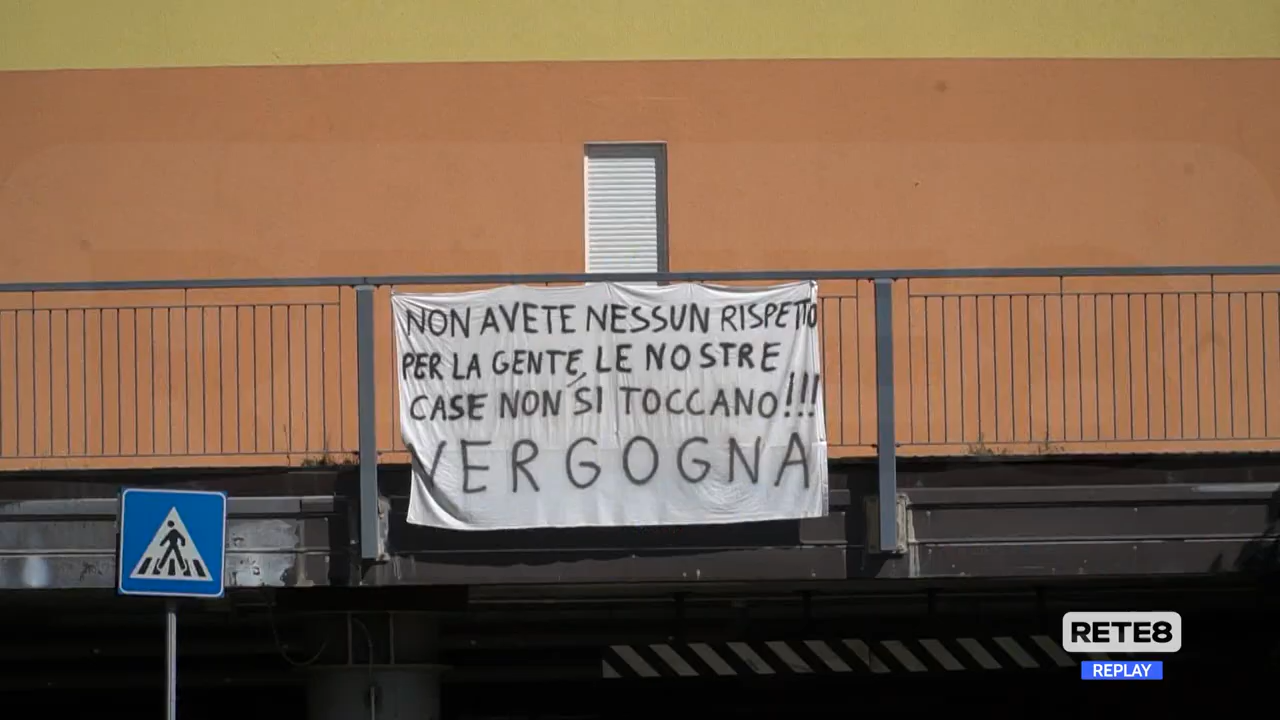 NON AVETE NESSUN RISPETTO
PER LA GENTE, LE NOSTRE
CASE NON SI TOCCANO!!!
VERGOGNA
RETE8
REPLAY